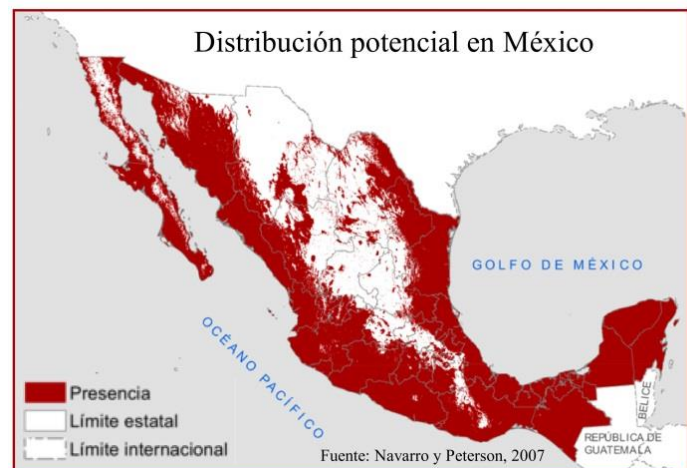 Distribución potencial en México
GOLFO DE MÉXICO
OCÉANO PACÍFICO
BELICE
REPÚBLICA DE
GUATEMALA
Presencia
Límite estatal
Límite internacional
Fuente: Navarro y Peterson, 2007